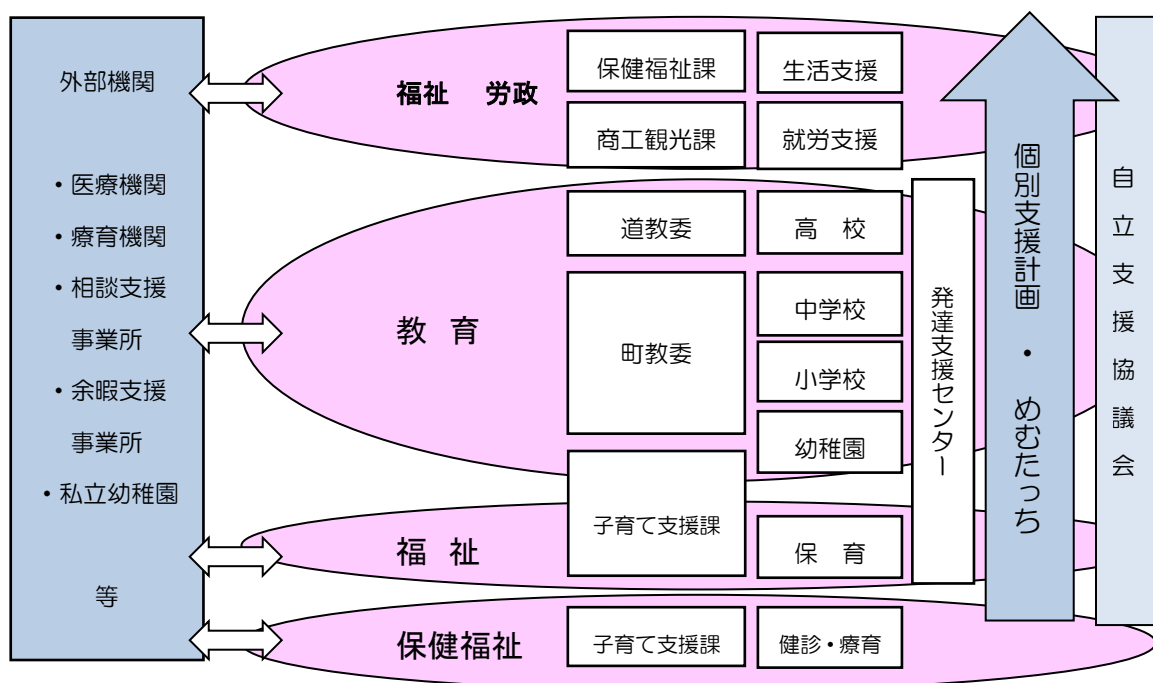 外部機関
・医療機関
・療育機関
・相談支援
事業所
・余暇支援
事業所
・私立幼稚園
等
福祉　労政
保健福祉課
生活支援
商工観光課
就労支援
教 育
道教委
高　校
町教委
中学校
小学校
幼稚園
福 祉
子育て支援課
保　育
保健福祉
子育て支援課
健診・療育
発達支援センター
個別支援計画 ・ めむたっち
自立支援協議会